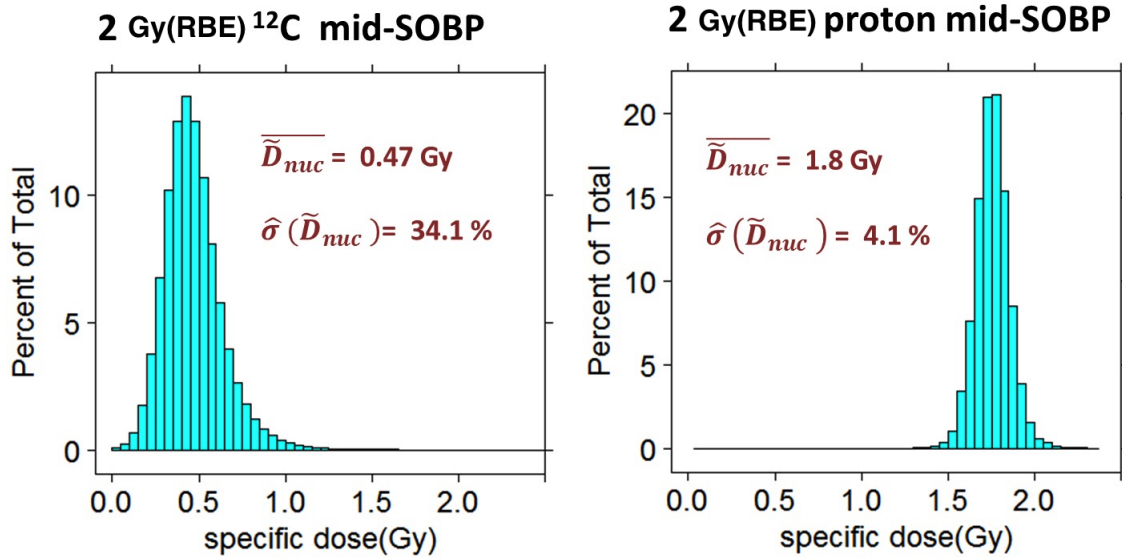 2 Gy(RBE) ¹²C mid-SOBP
Percent of Total
10
5
0
D̃nuc = 0.47 Gy
σ̂ (D̃nuc )= 34.1 %
0.0 0.5 1.0 1.5 2.0
specific dose(Gy)
2 Gy(RBE) proton mid-SOBP
Percent of Total
20
15
10
5
0
D̃nuc = 1.8 Gy
σ̂ (D̃nuc ) = 4.1 %
0.0 0.5 1.0 1.5 2.0
specific dose(Gy)